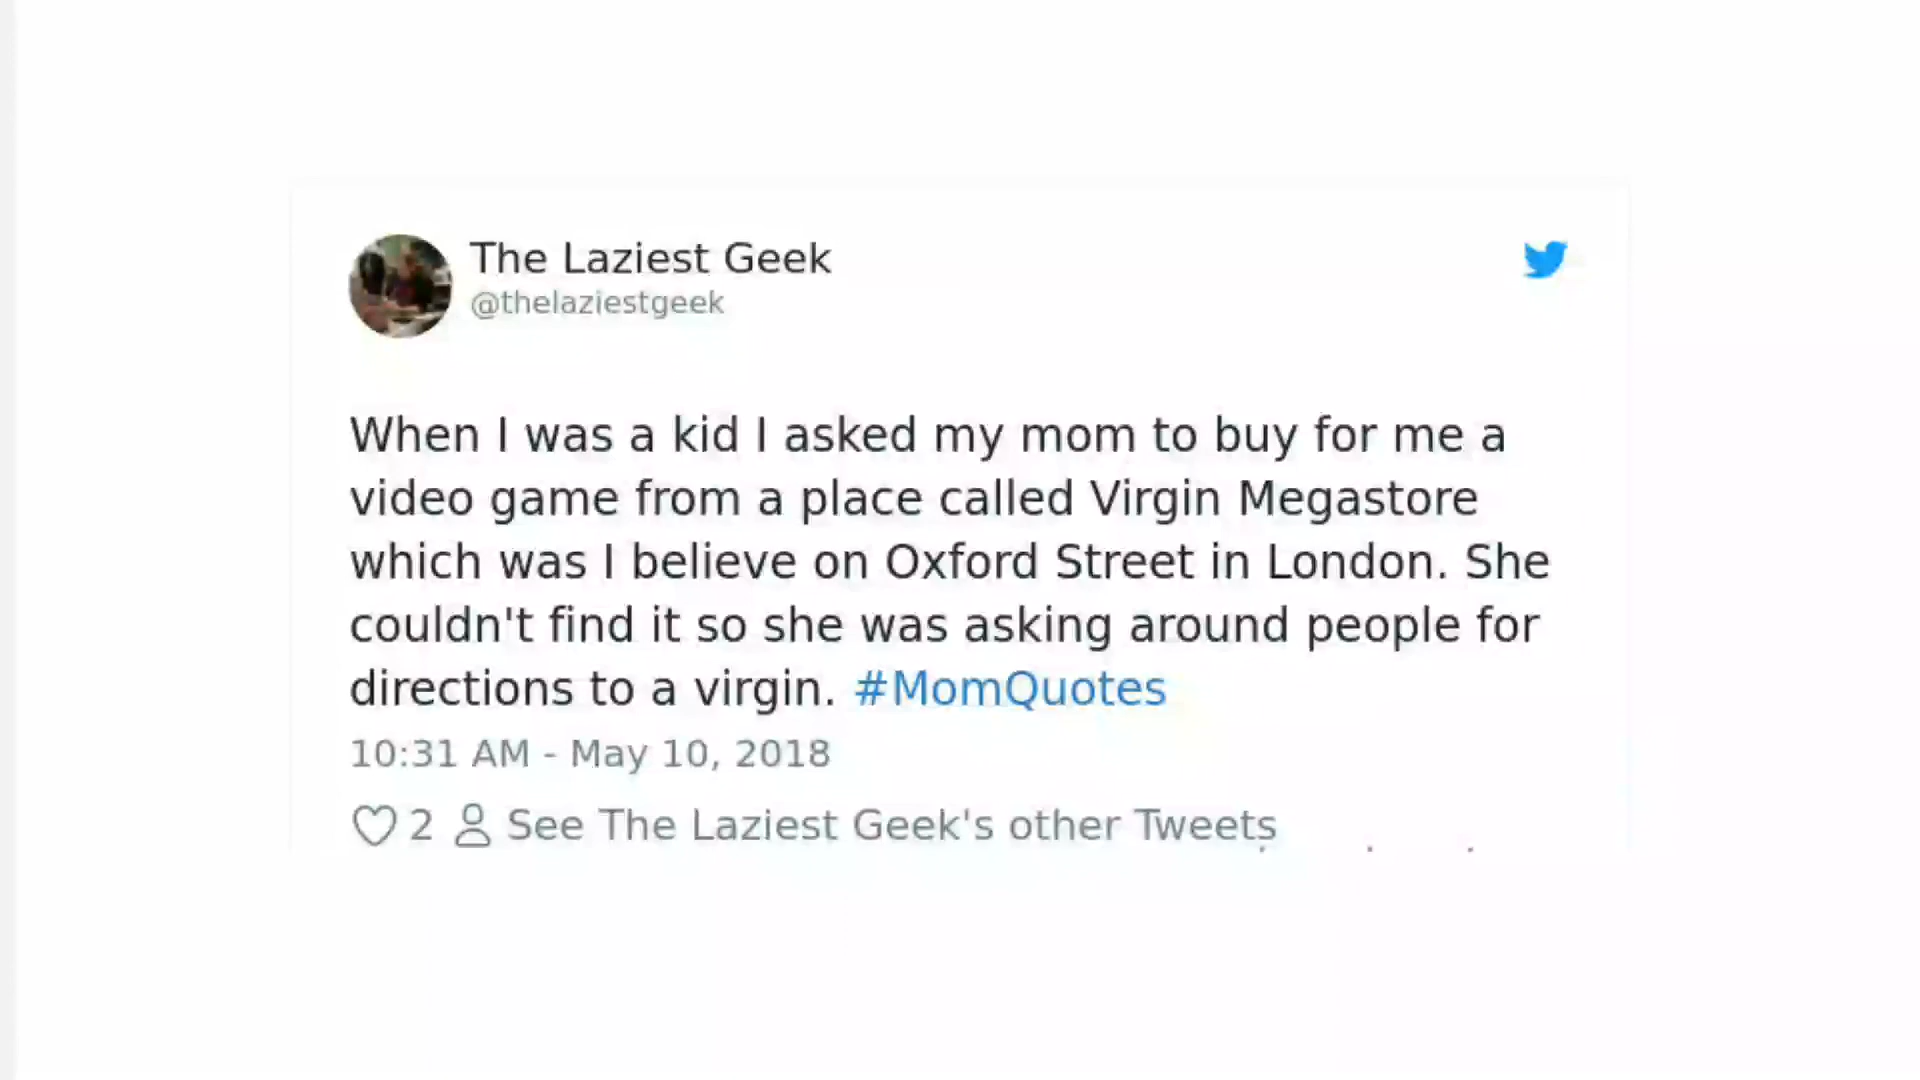 The Laziest Geek
@thelaziestgeek
When I was a kid I asked my mom to buy for me a
video game from a place called Virgin Megastore
which was I believe on Oxford Street in London. She
couldn't find it so she was asking around people for
directions to a virgin. #MomQuotes
10:31 AM - May 10, 2018
2 See The Laziest Geek's other Tweets